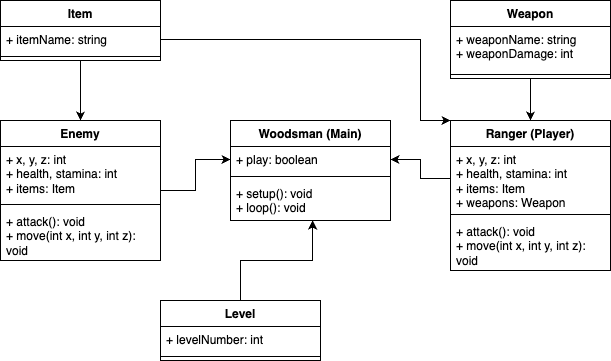 Item
+ itemName: string
Weapon
+ weaponName: string
+ weaponDamage: int
Enemy
+ x, y, z: int
+ health, stamina: int
+ items: Item
+ attack(): void
+ move(int x, int y, int z):
void
Woodsman (Main)
+ play: boolean
+ setup(): void
+ loop(): void
Ranger (Player)
+ x, y, z: int
+ health, stamina: int
+ items: Item
+ weapons: Weapon
+ attack(): void
+ move(int x, int y, int z):
void
Level
+ levelNumber: int